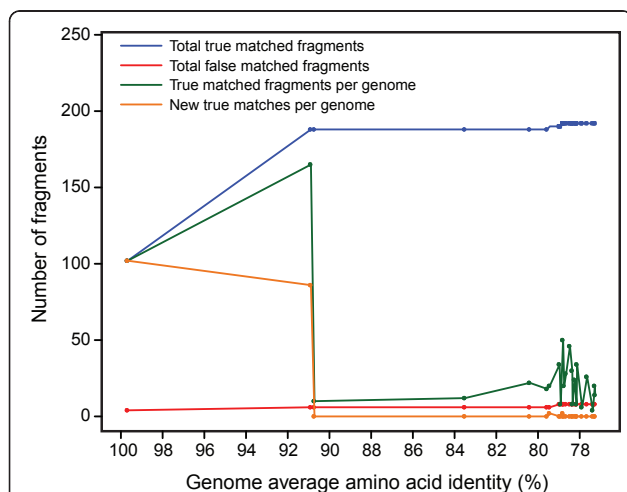 250
200
150
100
50
0
Number of fragments
Total true matched fragments
Total false matched fragments
True matched fragments per genome
New true matches per genome
100 98 96 94 92 90 88 86 84 82 80 78
Genome average amino acid identity (%)